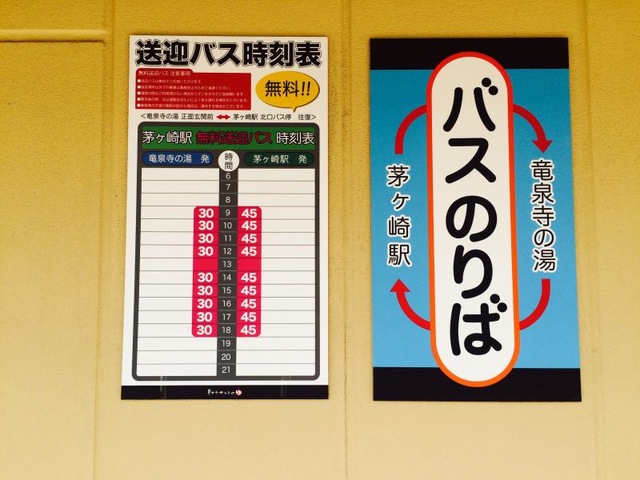 送迎バス時刻表
無料送迎バス 注意事項
無料!!
<竜泉寺の湯 正面玄関前 ⟷ 茅ヶ崎駅 北口バス停 往復>
茅ヶ崎駅 無料送迎バス 時刻表
竜泉寺の湯 発 時間 茅ヶ崎駅 発
6
7
8
30 9 45
30 10 45
30 11 45
30 12 45
13
30 14 45
30 15 45
30 16 45
30 17 45
30 18 45
19
20
21
バスのりば
竜泉寺の湯
茅ヶ崎駅